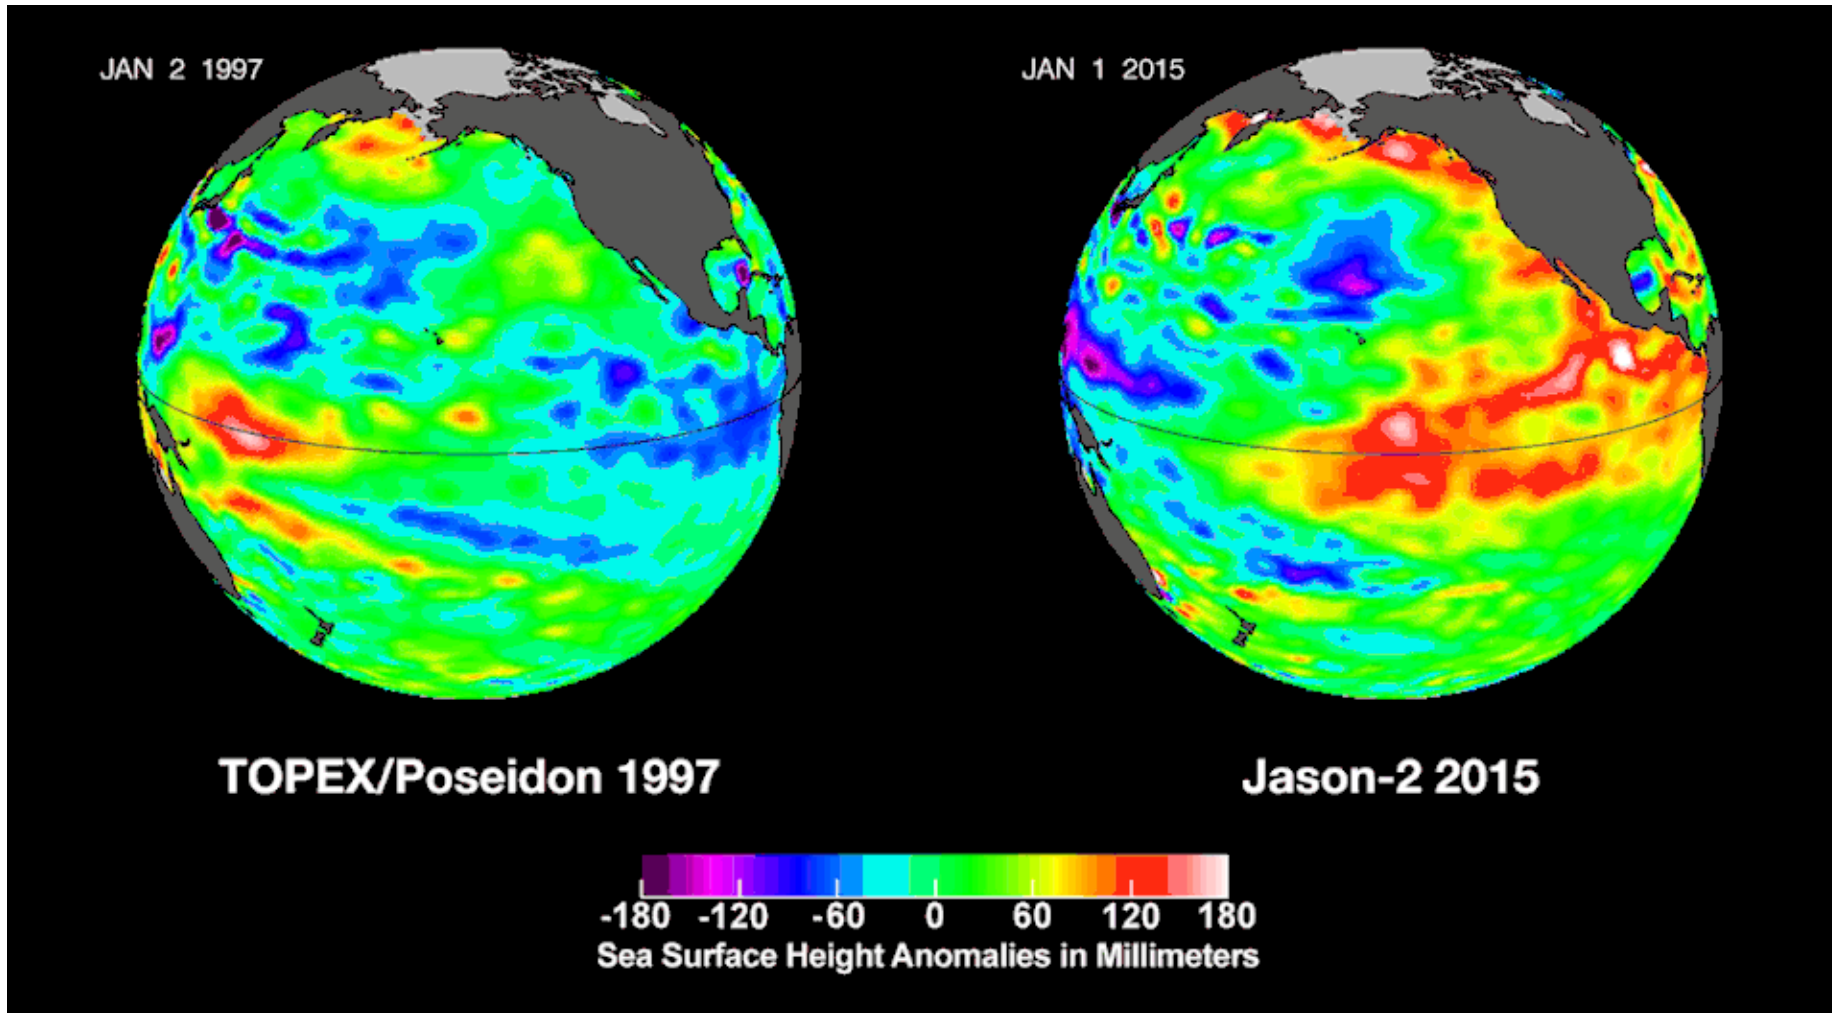 JAN 2 1997
JAN 1 2015
TOPEX/Poseidon 1997
Jason-2 2015
-180 -120 -60 0 60 120 180
Sea Surface Height Anomalies in Millimeters